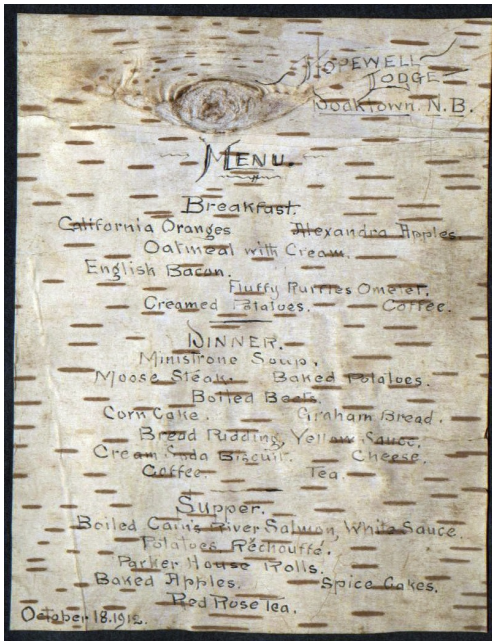 Hopewell
Lodge
Doaktown. N.B.
Menu.
Breakfast.
California Oranges Alexandra Apples.
Oatmeal with Cream.
English Bacon.
Fluffy Ruffles Omelet.
Creamed Potatoes. Coffee.
Dinner.
Ministrone Soup.
Moose Steak. Baked Potatoes.
Boiled Beets.
Corn Cake. Graham Bread.
Bread Pudding, Yellow Sauce.
Cream Soda Biscuit. Cheese.
Coffee. Tea.
Supper.
Boiled Cain's River Salmon, White Sauce.
Potatoes Réchouffé.
Parker House Rolls.
Baked Apples. Spice Cakes.
Red Rose Tea.
October 18.1912.